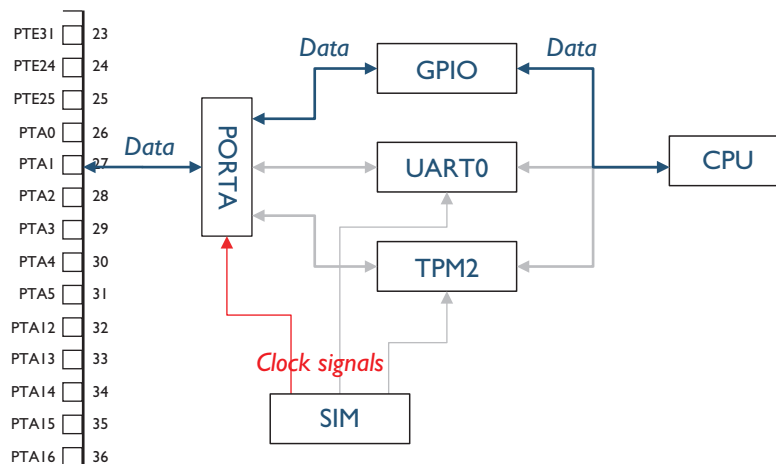 PTE31 23
PTE24 24
PTE25 25
PTA0 26
PTA1 27
PTA2 28
PTA3 29
PTA4 30
PTA5 31
PTA12 32
PTA13 33
PTA14 34
PTA15 35
PTA16 36
Data
PORTA
Data
GPIO
Data
UART0
TPM2
CPU
Clock signals
SIM